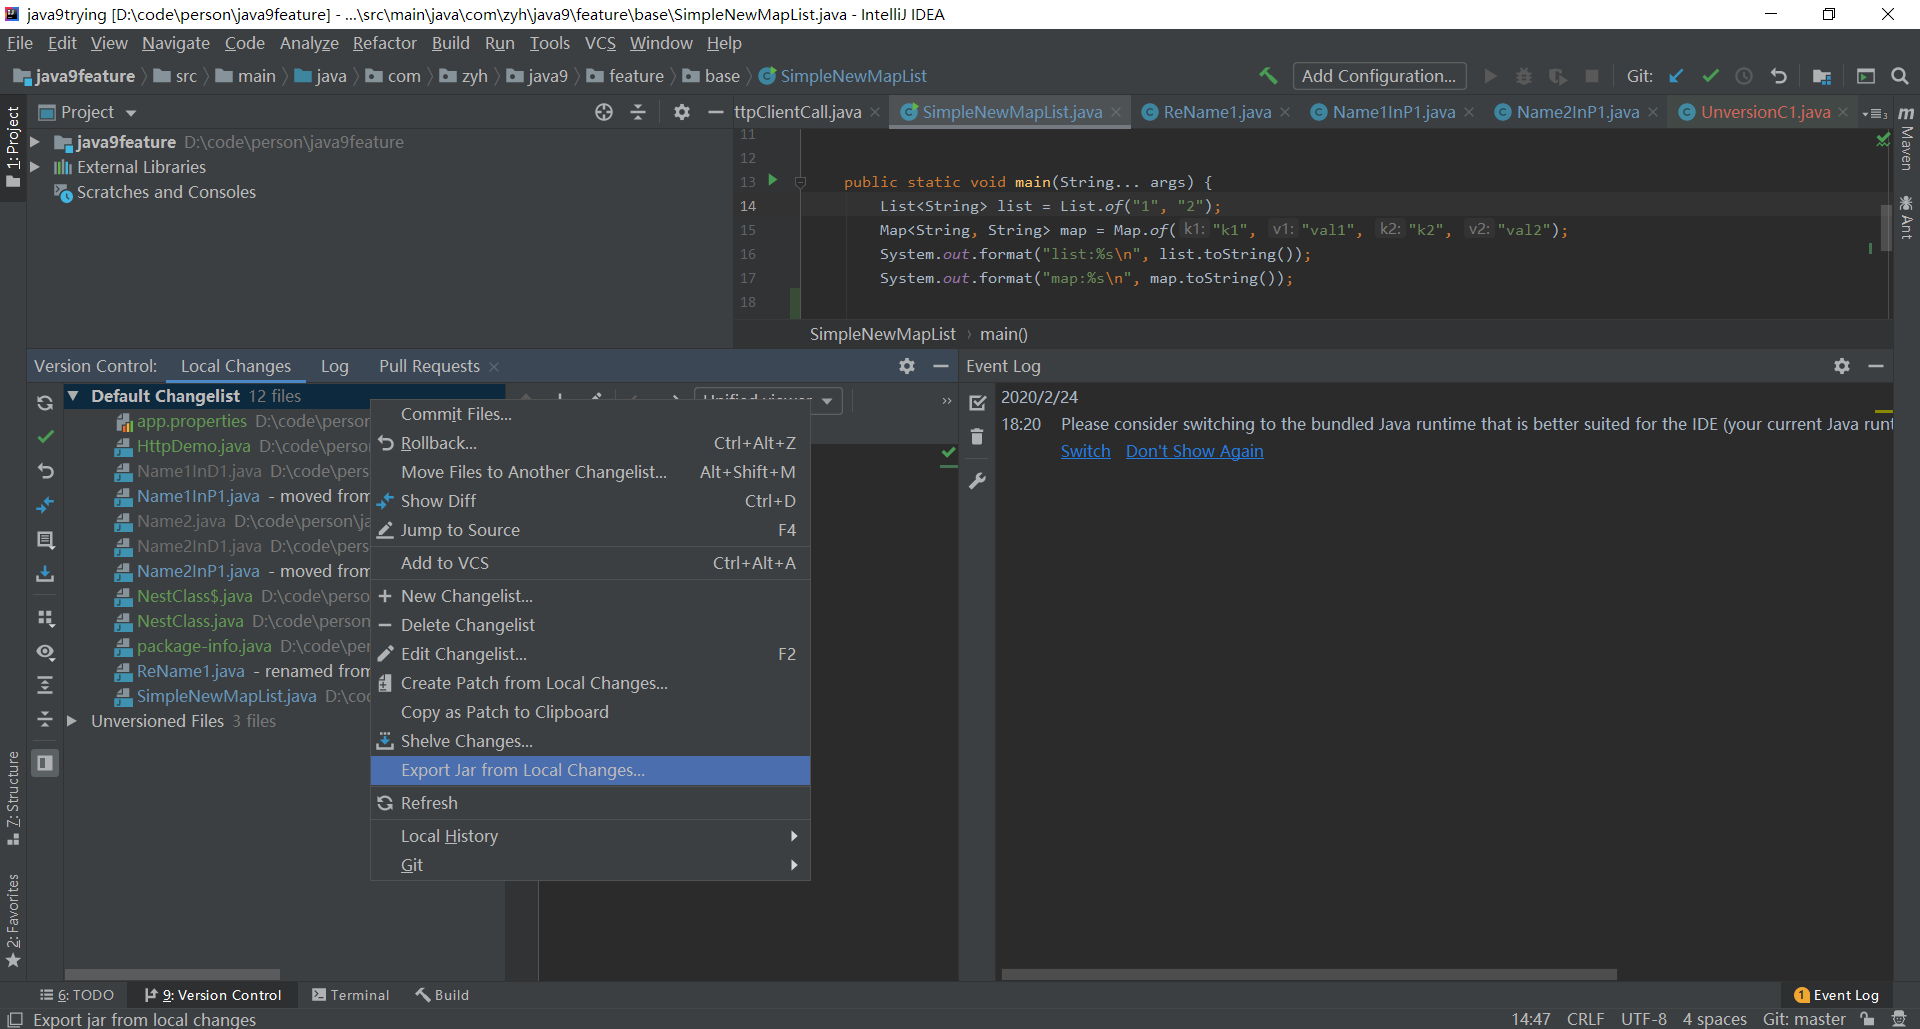 java9trying [D:\code\person\java9feature] - ...\src\main\java\com\zyh\java9\feature\base\SimpleNewMapList.java - IntelliJ IDEA
File Edit View Navigate Code Analyze Refactor Build Run Tools VCS Window Help
java9feature src main java com zyh java9 feature base SimpleNewMapList Add Configuration... Git:
1: Project
Project
java9feature D:\code\person\java9feature
External Libraries
Scratches and Consoles
ttpClientCall.java SimpleNewMapList.java ReName1.java Name1InP1.java Name2InP1.java UnversionC1.java 3
11
12
13 public static void main(String... args) {
14 List<String> list = List.of("1", "2");
15 Map<String, String> map = Map.of( k1: "k1", v1: "val1", k2: "k2", v2: "val2");
16 System.out.format("list:%s\n", list.toString());
17 System.out.format("map:%s\n", map.toString());
18
SimpleNewMapList › main()
m Maven
Ant
Version Control: Local Changes Log Pull Requests
Default Changelist 12 files
app.properties D:\code\person
HttpDemo.java D:\code\person
Name1InD1.java D:\code\pers
Name1InP1.java - moved from
Name2.java D:\code\person\ja
Name2InD1.java D:\code\pers
Name2InP1.java - moved from
NestClass$.java D:\code\perso
NestClass.java D:\code\person
package-info.java D:\code\per
ReName1.java - renamed from
SimpleNewMapList.java D:\cod
Unversioned Files 3 files
Unified viewer
»
Commit Files...
Rollback... Ctrl+Alt+Z
Move Files to Another Changelist... Alt+Shift+M
Show Diff Ctrl+D
Jump to Source F4
Add to VCS Ctrl+Alt+A
New Changelist...
Delete Changelist
Edit Changelist... F2
Create Patch from Local Changes...
Copy as Patch to Clipboard
Shelve Changes...
Export Jar from Local Changes...
Refresh
Local History
Git
Event Log
2020/2/24
18:20 Please consider switching to the bundled Java runtime that is better suited for the IDE (your current Java runt
Switch Don't Show Again
7: Structure
2: Favorites
6: TODO 9: Version Control Terminal Build 1 Event Log
Export jar from local changes 14:47 CRLF UTF-8 4 spaces Git: master